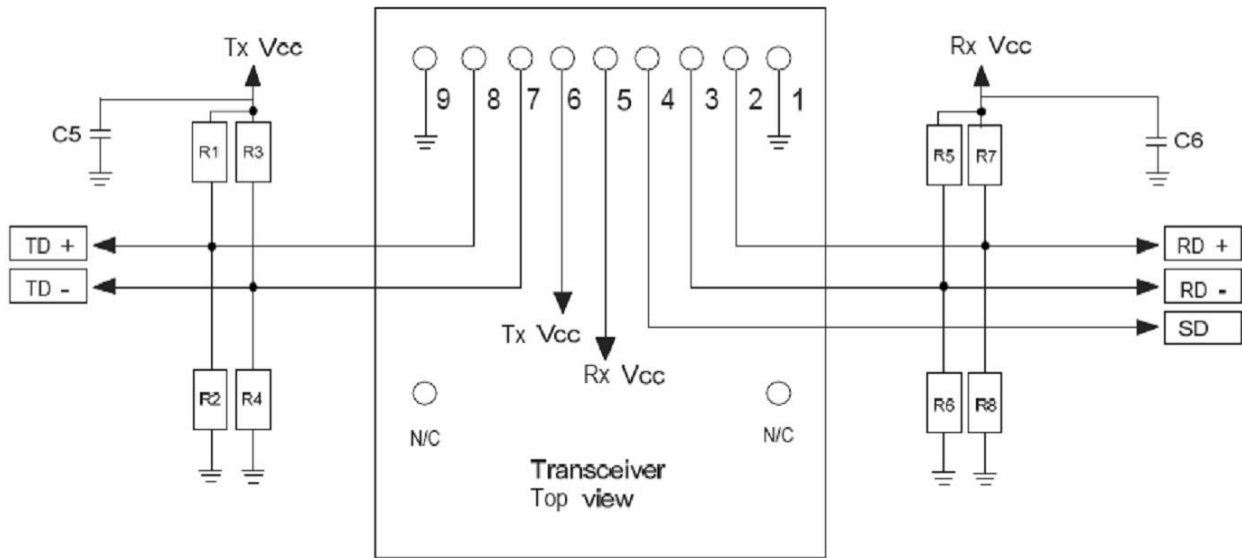 Tx Vcc
Rx Vcc
9 8 7 6 5 4 3 2 1
C5
R1
R3
R5
R7
C6
TD +
RD +
TD -
RD -
SD
Tx Vcc
Rx Vcc
R2
R4
R6
R8
N/C
N/C
Transceiver
Top view